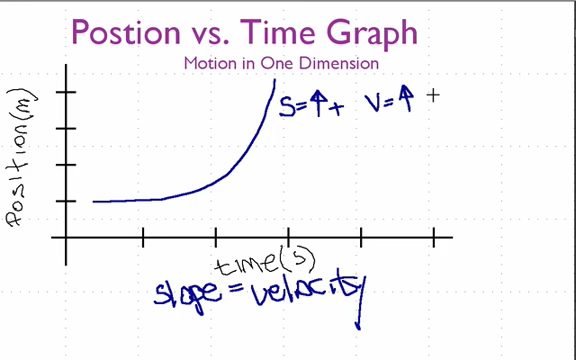 Postion vs. Time Graph
Motion in One Dimension
S=↑+ V=↑ +
Position(m)
time(s)
slope = velocity